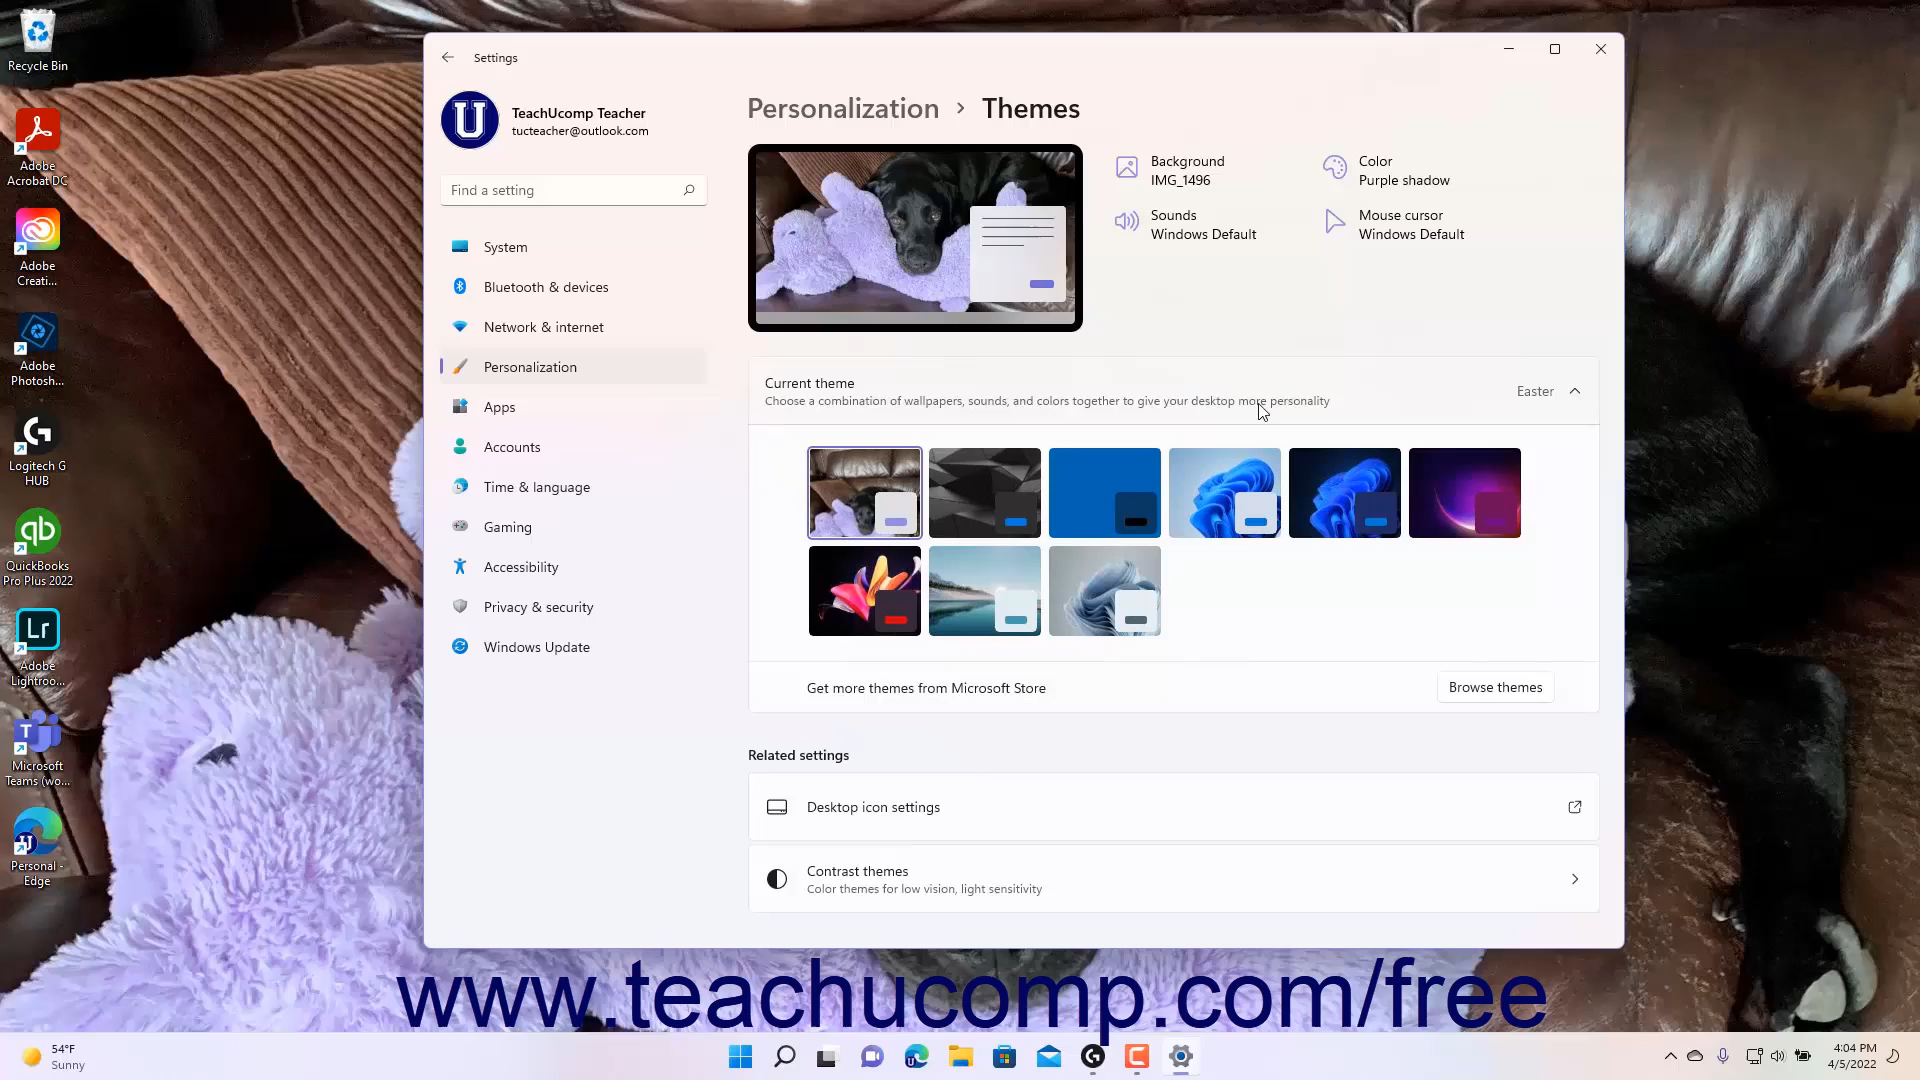 Recycle Bin
Adobe
Acrobat DC
Adobe
Creati...
Adobe
Photosh...
Logitech G
HUB
qb
QuickBooks
Pro Plus 2022
Lr
Adobe
Lightroo...
T
Microsoft
Teams (wo...
U
Personal -
Edge
Settings
U
TeachUcomp Teacher
tucteacher@outlook.com
Find a setting
System
Bluetooth & devices
Network & internet
Personalization
Apps
Accounts
Time & language
Gaming
Accessibility
Privacy & security
Windows Update
Personalization > Themes
Background
IMG_1496
Color
Purple shadow
Sounds
Windows Default
Mouse cursor
Windows Default
Current theme
Choose a combination of wallpapers, sounds, and colors together to give your desktop more personality
Easter
Get more themes from Microsoft Store
Browse themes
Related settings
Desktop icon settings
Contrast themes
Color themes for low vision, light sensitivity
www.teachucomp.com/free
54°F
Sunny
4:04 PM
4/5/2022